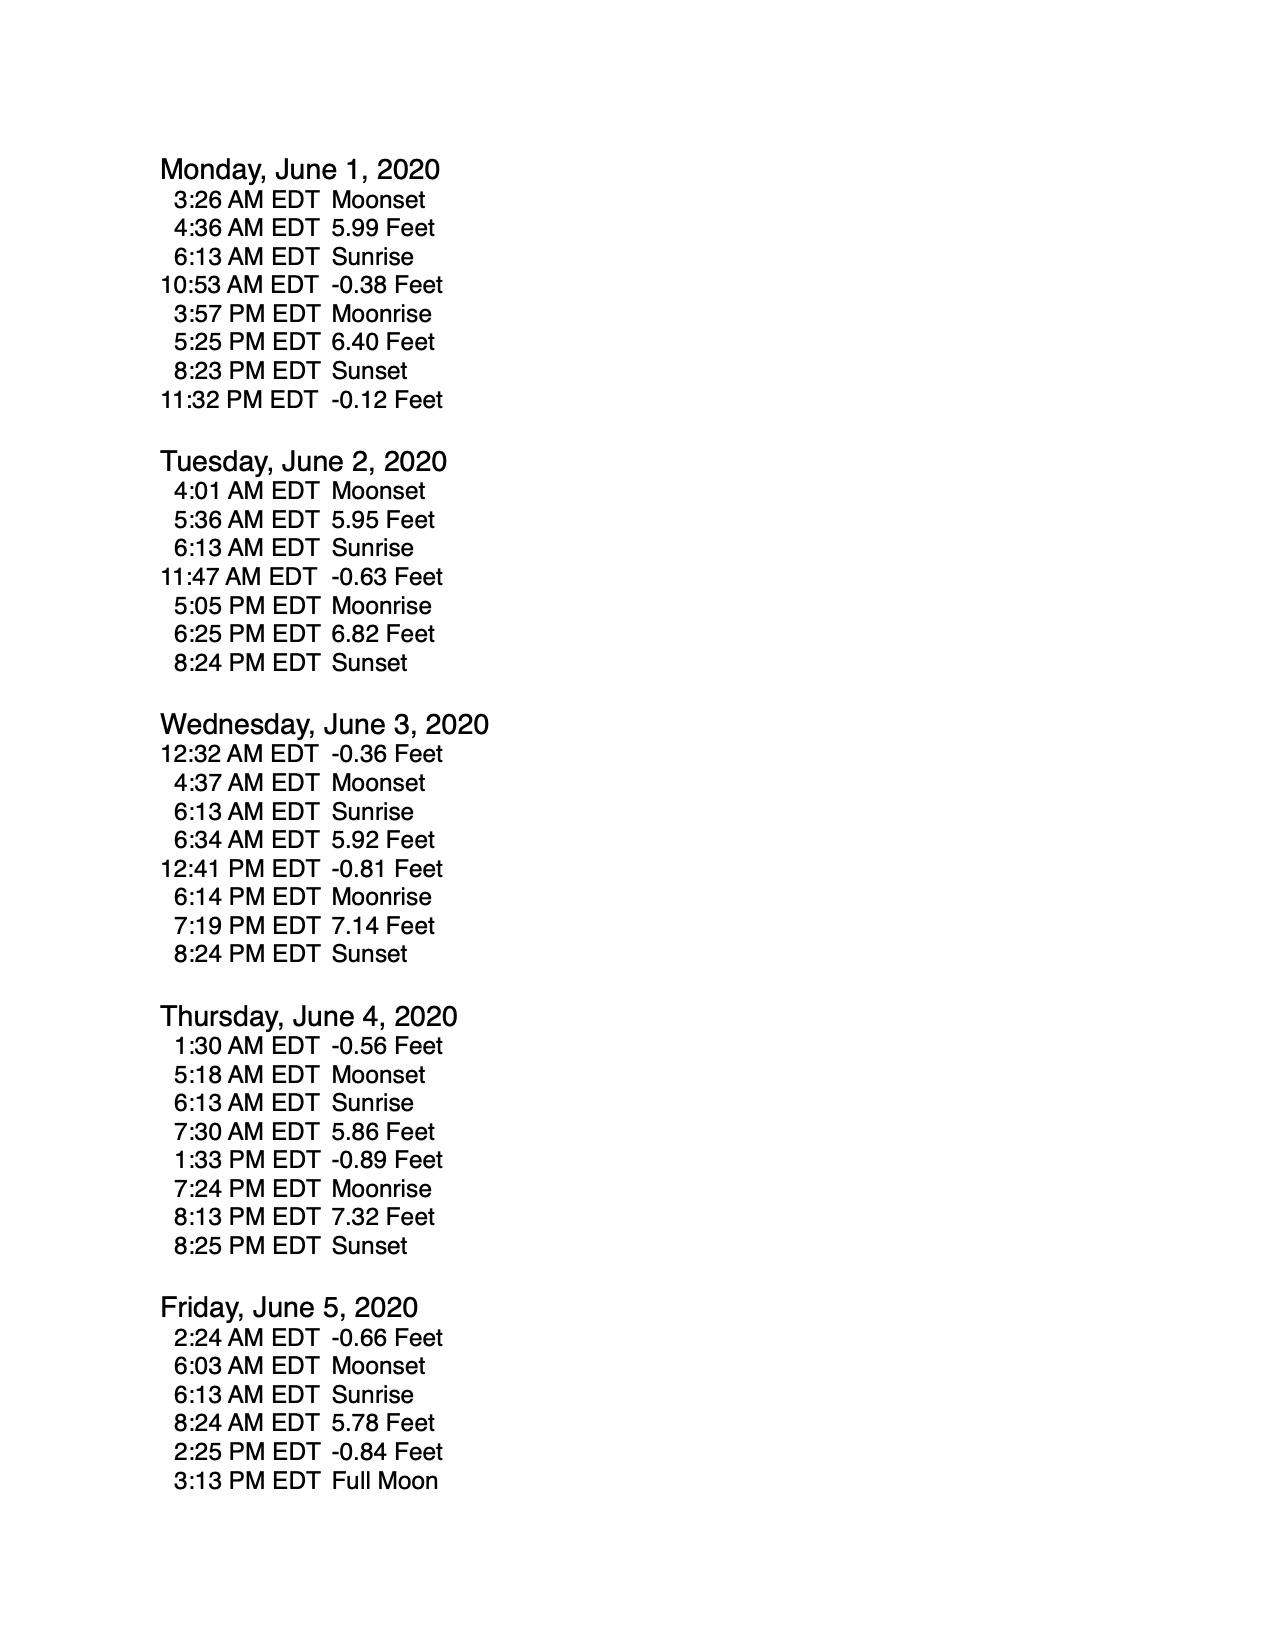 Monday, June 1, 2020
3:26 AM EDT Moonset
4:36 AM EDT 5.99 Feet
6:13 AM EDT Sunrise
10:53 AM EDT -0.38 Feet
3:57 PM EDT Moonrise
5:25 PM EDT 6.40 Feet
8:23 PM EDT Sunset
11:32 PM EDT -0.12 Feet
Tuesday, June 2, 2020
4:01 AM EDT Moonset
5:36 AM EDT 5.95 Feet
6:13 AM EDT Sunrise
11:47 AM EDT -0.63 Feet
5:05 PM EDT Moonrise
6:25 PM EDT 6.82 Feet
8:24 PM EDT Sunset
Wednesday, June 3, 2020
12:32 AM EDT -0.36 Feet
4:37 AM EDT Moonset
6:13 AM EDT Sunrise
6:34 AM EDT 5.92 Feet
12:41 PM EDT -0.81 Feet
6:14 PM EDT Moonrise
7:19 PM EDT 7.14 Feet
8:24 PM EDT Sunset
Thursday, June 4, 2020
1:30 AM EDT -0.56 Feet
5:18 AM EDT Moonset
6:13 AM EDT Sunrise
7:30 AM EDT 5.86 Feet
1:33 PM EDT -0.89 Feet
7:24 PM EDT Moonrise
8:13 PM EDT 7.32 Feet
8:25 PM EDT Sunset
Friday, June 5, 2020
2:24 AM EDT -0.66 Feet
6:03 AM EDT Moonset
6:13 AM EDT Sunrise
8:24 AM EDT 5.78 Feet
2:25 PM EDT -0.84 Feet
3:13 PM EDT Full Moon